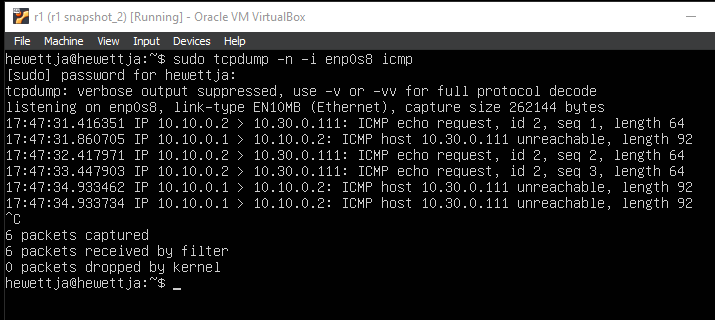 r1 (r1 snapshot_2) [Running] - Oracle VM VirtualBox
File Machine View Input Devices Help
hewettja@hewettja:~$ sudo tcpdump -n -i enp0s8 icmp
[sudo] password for hewettja:
tcpdump: verbose output suppressed, use -v or -vv for full protocol decode
listening on enp0s8, link-type EN10MB (Ethernet), capture size 262144 bytes
17:47:31.416351 IP 10.10.0.2 > 10.30.0.111: ICMP echo request, id 2, seq 1, length 64
17:47:31.860705 IP 10.10.0.1 > 10.10.0.2: ICMP host 10.30.0.111 unreachable, length 92
17:47:32.417971 IP 10.10.0.2 > 10.30.0.111: ICMP echo request, id 2, seq 2, length 64
17:47:33.447903 IP 10.10.0.2 > 10.30.0.111: ICMP echo request, id 2, seq 3, length 64
17:47:34.933462 IP 10.10.0.1 > 10.10.0.2: ICMP host 10.30.0.111 unreachable, length 92
17:47:34.933734 IP 10.10.0.1 > 10.10.0.2: ICMP host 10.30.0.111 unreachable, length 92
^C
6 packets captured
6 packets received by filter
0 packets dropped by kernel
hewettja@hewettja:~$ _